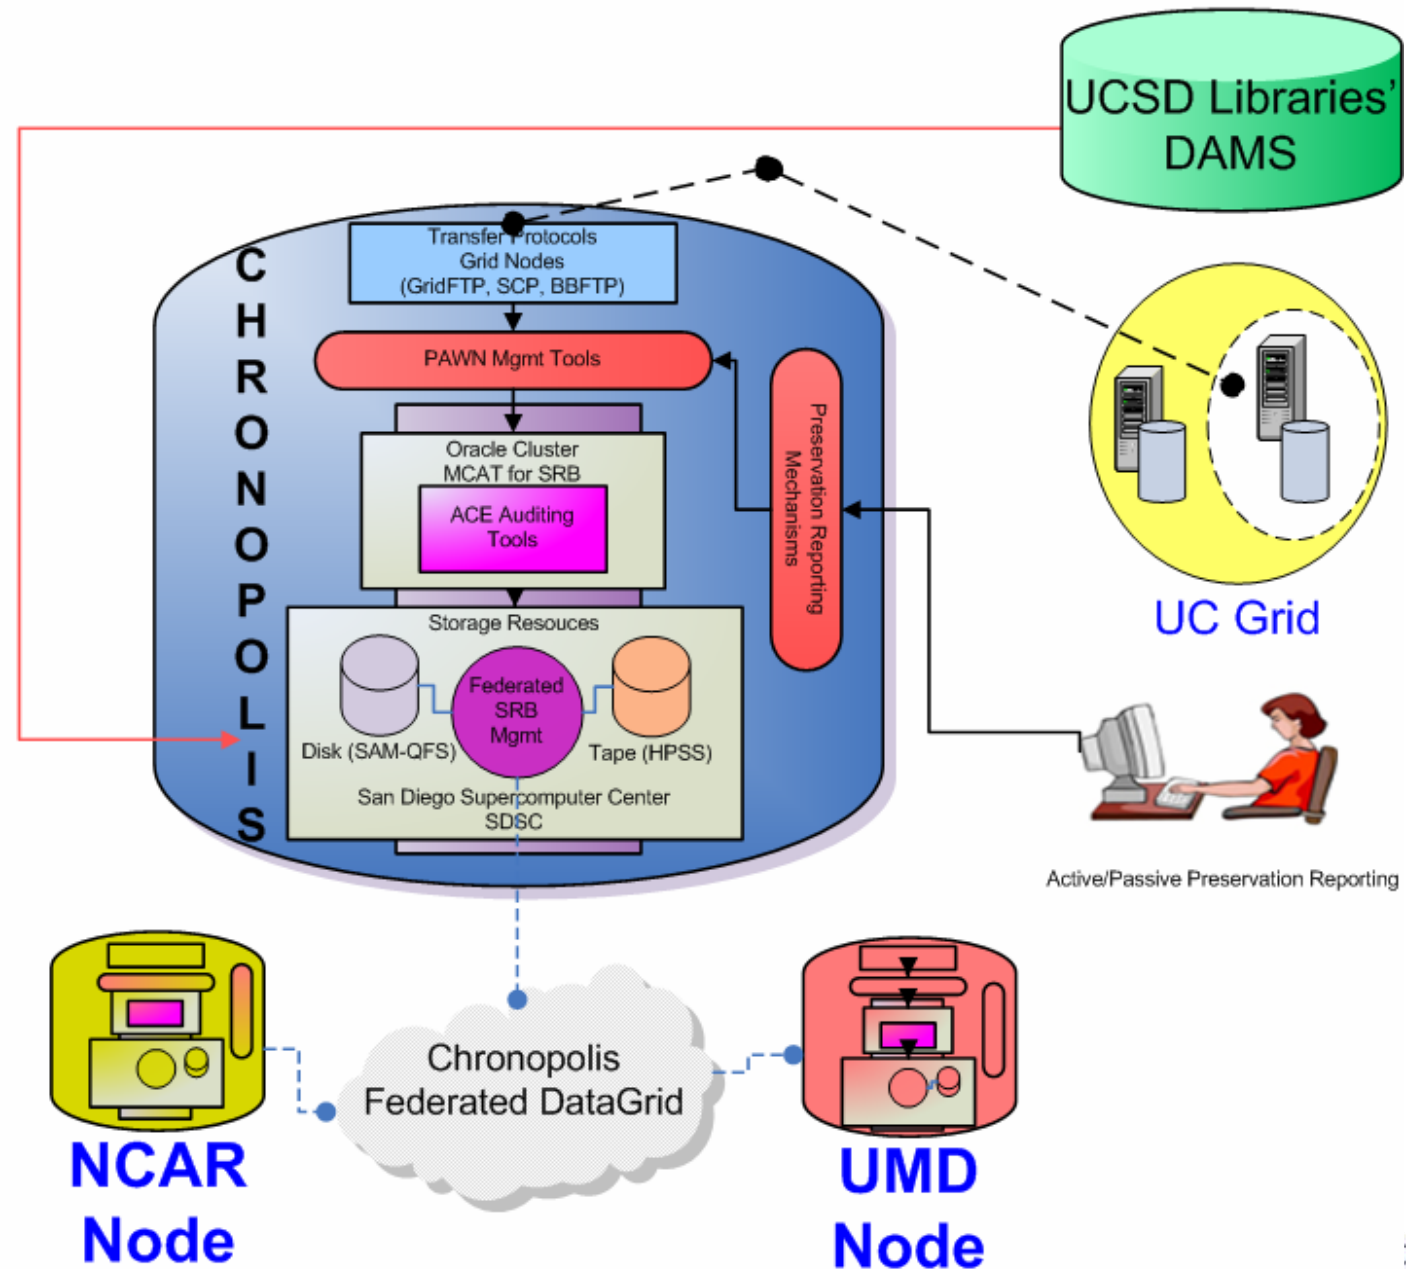 UCSD Libraries'
DAMS
CHRONOPOLIS
Transfer Protocols
Grid Nodes
(GridFTP, SCP, BBFTP)
PAWN Mgmt Tools
Preservation Reporting
Mechanisms
Oracle Cluster
MCAT for SRB
ACE Auditing
Tools
UC Grid
Storage Resouces
Federated
SRB
Mgmt
Disk (SAM-QFS)
Tape (HPSS)
San Diego Supercomputer Center
SDSC
Active/Passive Preservation Reporting
Chronopolis
Federated DataGrid
NCAR
Node
UMD
Node